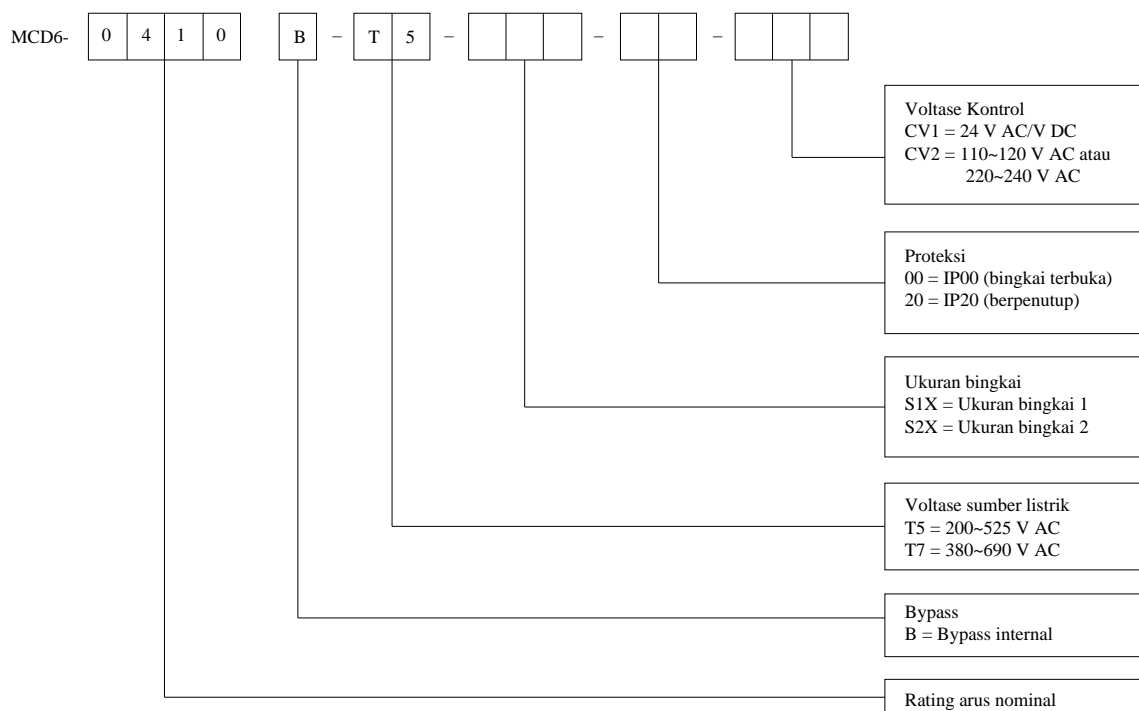 MCD6- 0 4 1 0 B – T 5 – – –
Voltase Kontrol
CV1 = 24 V AC/V DC
CV2 = 110~120 V AC atau
220~240 V AC
Proteksi
00 = IP00 (bingkai terbuka)
20 = IP20 (berpenutup)
Ukuran bingkai
S1X = Ukuran bingkai 1
S2X = Ukuran bingkai 2
Voltase sumber listrik
T5 = 200~525 V AC
T7 = 380~690 V AC
Bypass
B = Bypass internal
Rating arus nominal